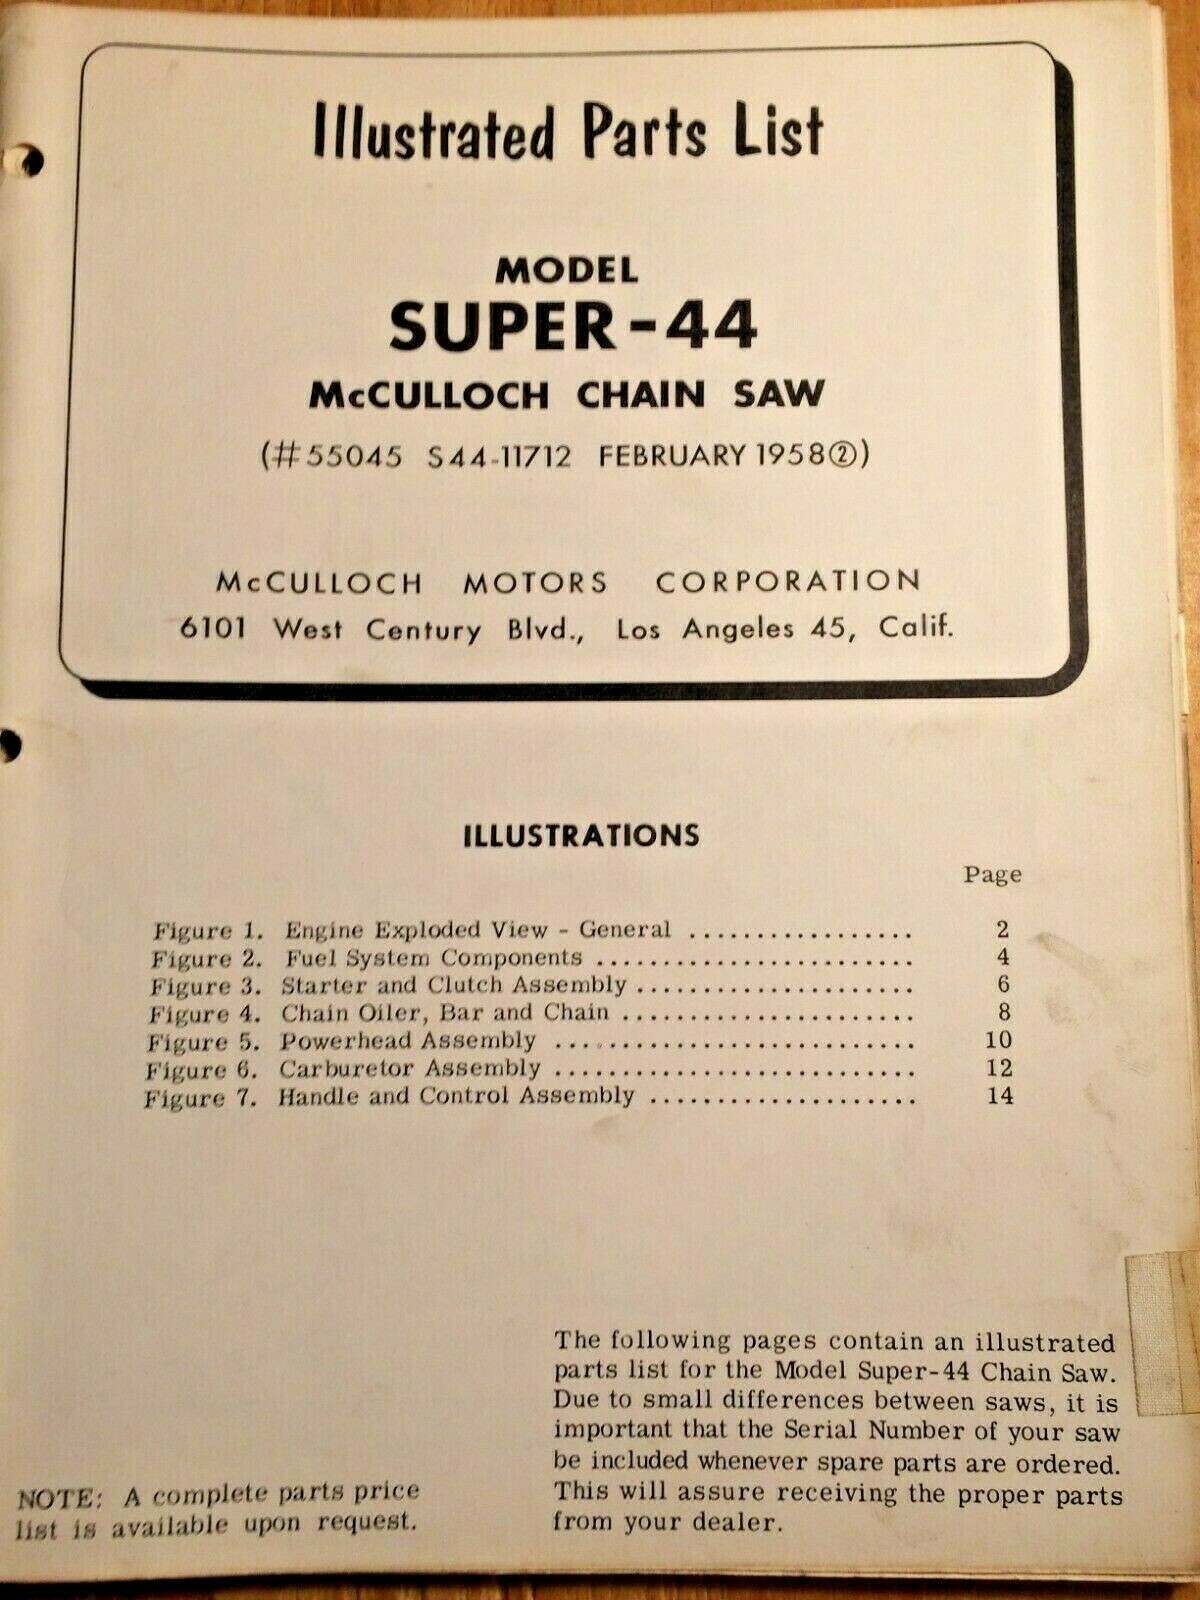 Illustrated Parts List
MODEL
SUPER-44
McCULLOCH CHAIN SAW
(#55045 S44-11712 FEBRUARY 1958②)
McCULLOCH MOTORS CORPORATION
6101 West Century Blvd., Los Angeles 45, Calif.
ILLUSTRATIONS
Page
Figure 1. Engine Exploded View - General ................. 2
Figure 2. Fuel System Components ........................ 4
Figure 3. Starter and Clutch Assembly ..................... 6
Figure 4. Chain Oiler, Bar and Chain ...................... 8
Figure 5. Powerhead Assembly ........................... 10
Figure 6. Carburetor Assembly ........................... 12
Figure 7. Handle and Control Assembly .................... 14
The following pages contain an illustrated
parts list for the Model Super-44 Chain Saw.
Due to small differences between saws, it is
important that the Serial Number of your saw
be included whenever spare parts are ordered.
This will assure receiving the proper parts
from your dealer.
NOTE: A complete parts price
list is available upon request.